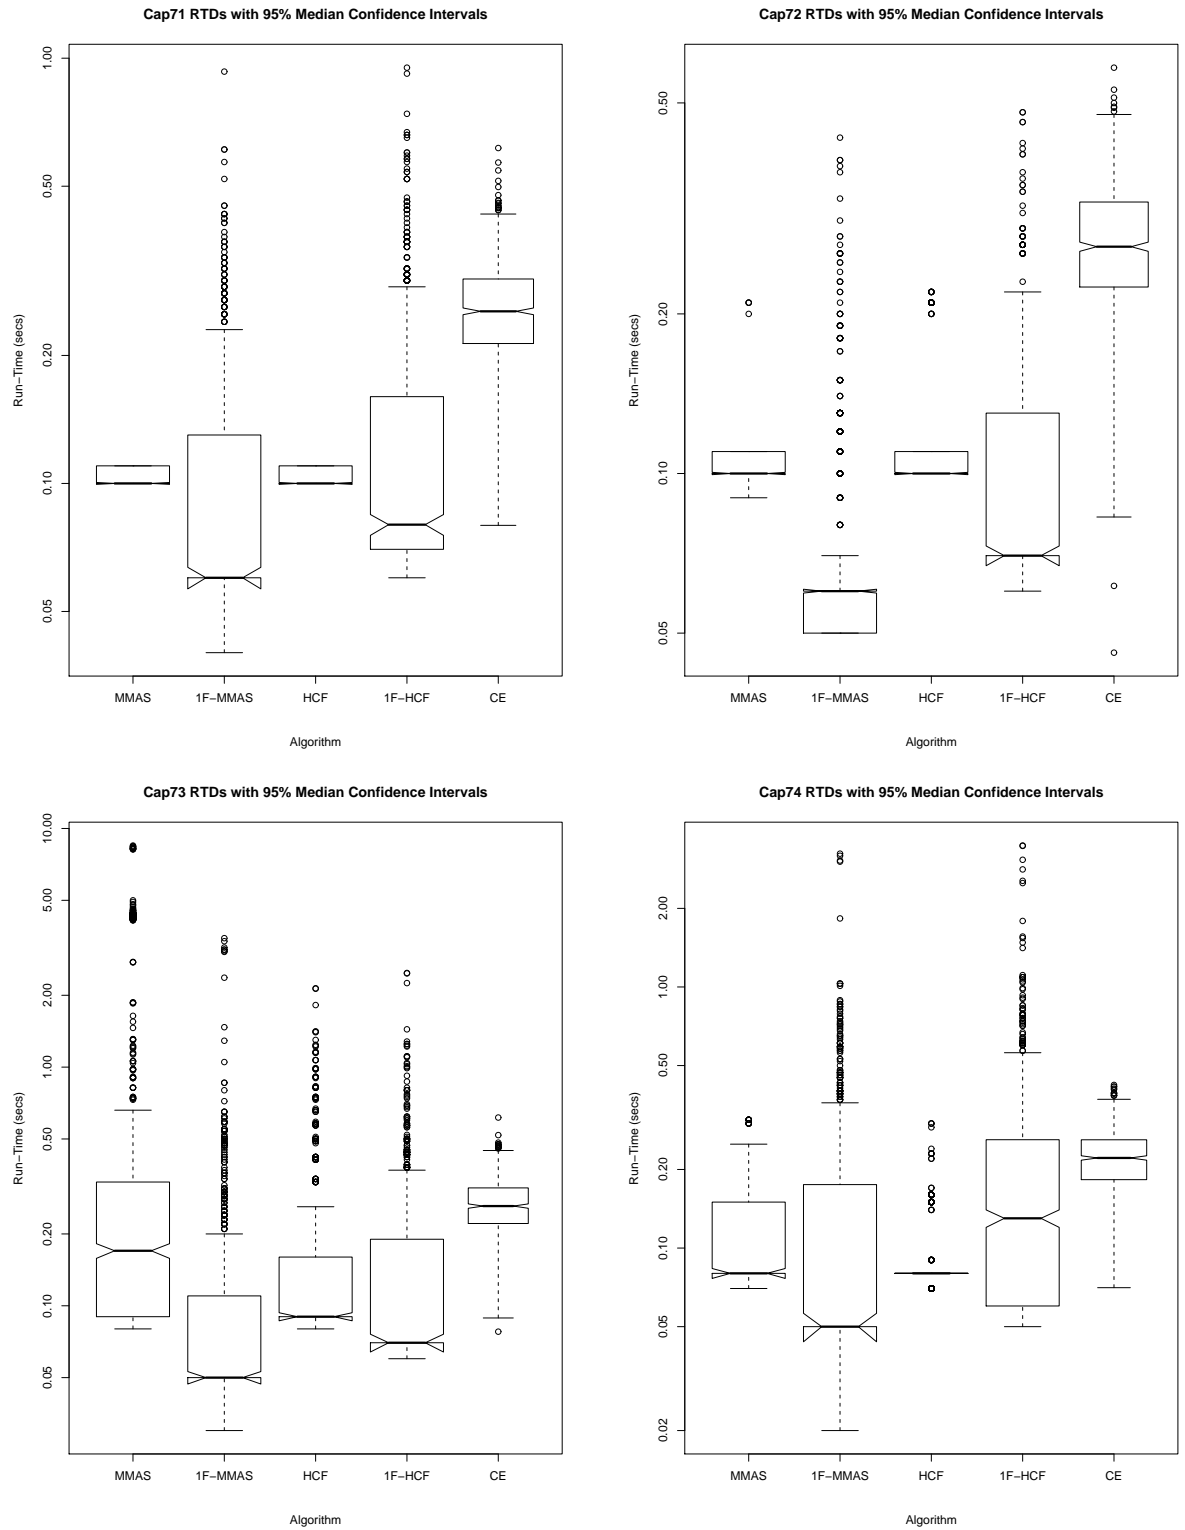 Cap71 RTDs with 95% Median Confidence Intervals
Run−Time (secs)
1.00
0.50
0.20
0.10
0.05
MMAS 1F−MMAS HCF 1F−HCF CE
Algorithm
Cap72 RTDs with 95% Median Confidence Intervals
Run−Time (secs)
0.50
0.20
0.10
0.05
MMAS 1F−MMAS HCF 1F−HCF CE
Algorithm
Cap73 RTDs with 95% Median Confidence Intervals
Run−Time (secs)
10.00
5.00
2.00
1.00
0.50
0.20
0.10
0.05
MMAS 1F−MMAS HCF 1F−HCF CE
Algorithm
Cap74 RTDs with 95% Median Confidence Intervals
Run−Time (secs)
2.00
1.00
0.50
0.20
0.10
0.05
0.02
MMAS 1F−MMAS HCF 1F−HCF CE
Algorithm